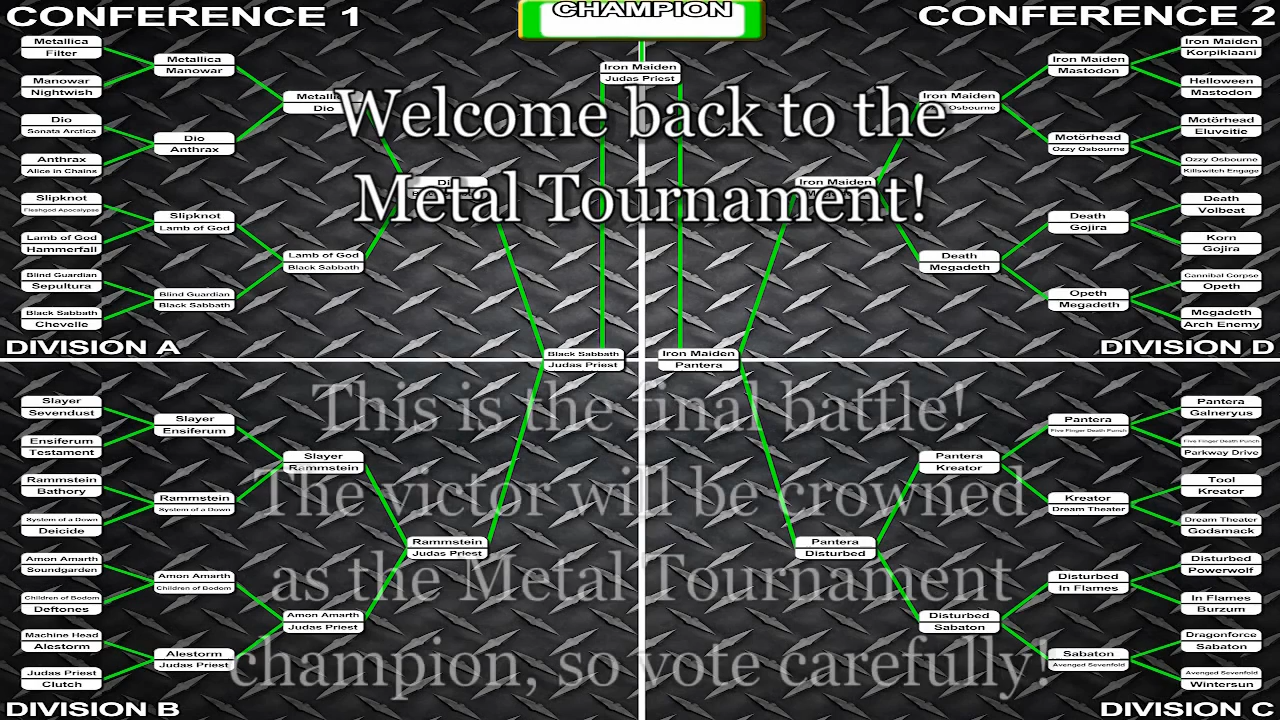 CONFERENCE 1
CHAMPION
CONFERENCE 2
Metallica
Filter
Manowar
Nightwish
Dio
Sonata Arctica
Anthrax
Alice in Chains
Slipknot
Fleshgod Apocalypse
Lamb of God
Hammerfall
Blind Guardian
Sepultura
Black Sabbath
Chevelle
Metallica
Manowar
Dio
Anthrax
Slipknot
Lamb of God
Blind Guardian
Black Sabbath
Dio
Lamb of God
Black Sabbath
DIVISION A
Iron Maiden
Judas Priest
Welcome back to the
Metal Tournament!
Iron Maiden
Iron Maiden
Osbourne
Death
Megadeth
Iron Maiden
Mastodon
Motörhead
Ozzy Osbourne
Death
Gojira
Opeth
Megadeth
Iron Maiden
Korpiklaani
Helloween
Mastodon
Motörhead
Eluveitie
Ozzy Osbourne
Killswitch Engage
Death
Volbeat
Korn
Gojira
Cannibal Corpse
Opeth
Megadeth
Arch Enemy
DIVISION D
Black Sabbath
Judas Priest
Iron Maiden
Pantera
This is the final battle!
The victor will be crowned
as the Metal Tournament
champion, so vote carefully!
Slayer
Sevendust
Ensiferum
Testament
Rammstein
Bathory
System of a Down
Deicide
Amon Amarth
Soundgarden
Children of Bodom
Deftones
Machine Head
Alestorm
Judas Priest
Clutch
Slayer
Ensiferum
Rammstein
System of a Down
Amon Amarth
Children of Bodom
Alestorm
Judas Priest
Slayer
Rammstein
Amon Amarth
Judas Priest
Rammstein
Judas Priest
DIVISION B
Pantera
Disturbed
Pantera
Kreator
Disturbed
Sabaton
Pantera
Five Finger Death Punch
Kreator
Dream Theater
Disturbed
In Flames
Sabaton
Avenged Sevenfold
Pantera
Galneryus
Five Finger Death Punch
Parkway Drive
Tool
Kreator
Dream Theater
Godsmack
Disturbed
Powerwolf
In Flames
Burzum
Dragonforce
Sabaton
Avenged Sevenfold
Wintersun
DIVISION C